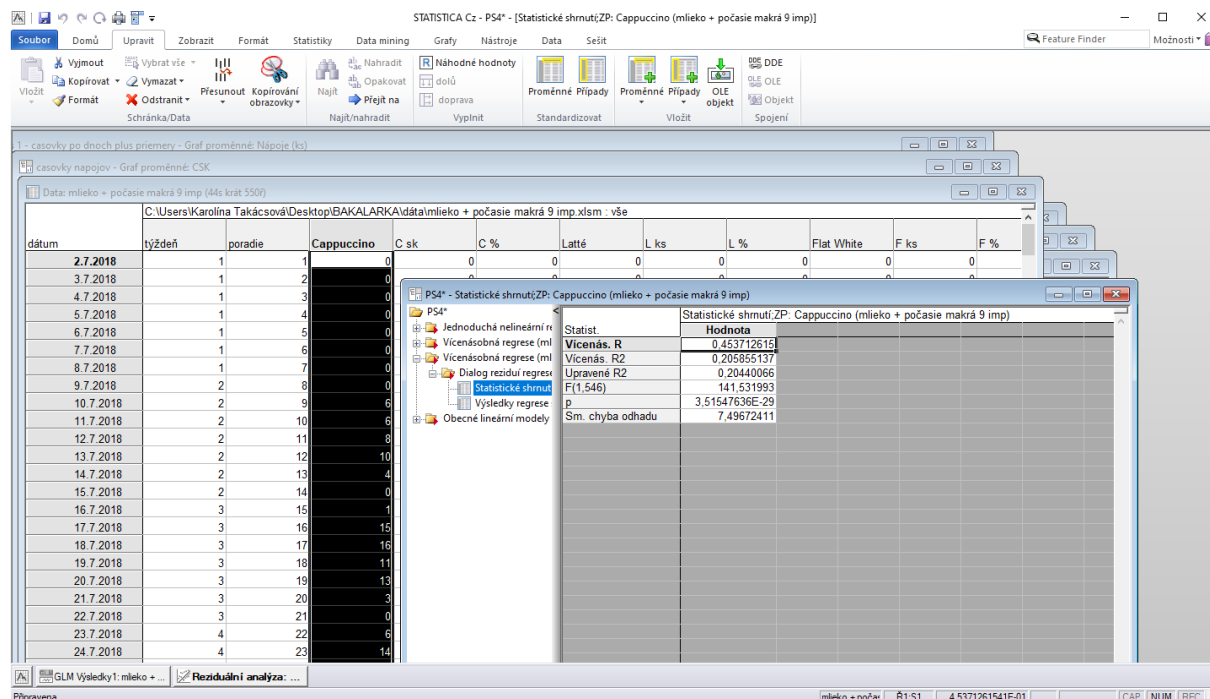 STATISTICA Cz - PS4* - [Statistické shrnutí;ZP: Cappuccino (mlieko + počasie makrá 9 imp)]
Soubor Domů Upravit Zobrazit Formát Statistiky Data mining Grafy Nástroje Data Sešit Feature Finder Možnosti
Vložit Vyjmout Kopírovat Formát
Vybrat vše Vymazat Odstranit
Přesunout Kopírování obrazovky
Najít Nahradit Opakovat Přejít na
Náhodné hodnoty dolů doprava
Proměnné Případy Proměnné Případy OLE objekt
DDE OLE Objekt
Schránka/Data Najít/nahradit Vyplnit Standardizovat Vložit Spojení
1 - casovky po dnoch plus priemery - Graf proměnné: Nápoje (ks)
casovky napojov - Graf proměnné: CSK
Data: mlieko + počasie makrá 9 imp (44s krát 550ř)
C:\Users\Karolína Takácsová\Desktop\BAKALARKA\dáta\mlieko + počasie makrá 9 imp.xlsm : vše
dátum týždeň poradie Cappuccino C sk C % Latté L ks L % Flat White F ks F %
2.7.2018 1 1 0 0 0 0 0 0 0 0
3.7.2018 1 2 0
4.7.2018 1 3 0
5.7.2018 1 4 0
6.7.2018 1 5 0
7.7.2018 1 6 0
8.7.2018 1 7 0
9.7.2018 2 8 0
10.7.2018 2 9 6
11.7.2018 2 10 6
12.7.2018 2 11 8
13.7.2018 2 12 10
14.7.2018 2 13 4
15.7.2018 2 14 0
16.7.2018 3 15 1
17.7.2018 3 16 15
18.7.2018 3 17 16
19.7.2018 3 18 11
20.7.2018 3 19 13
21.7.2018 3 20 3
22.7.2018 3 21 0
23.7.2018 4 22 6
24.7.2018 4 23 14
PS4* - Statistické shrnutí;ZP: Cappuccino (mlieko + počasie makrá 9 imp)
PS4*
Jednoduchá nelineární re
Vícenásobná regrese (ml
Vícenásobná regrese (ml
Dialog reziduí regrese
Statistické shrnut
Výsledky regrese
Obecné lineární modely
Statistické shrnutí;ZP: Cappuccino (mlieko + počasie makrá 9 imp)
Statist. Hodnota
Vícenás. R 0,453712615
Vícenás. R2 0,205855137
Upravené R2 0,20440066
F(1,546) 141,531993
p 3,51547636E-29
Sm. chyba odhadu 7,49672411
GLM Výsledky1: mlieko + ... Reziduální analýza: ...
Připravena mlieko + poča: Ř1;S1 4,5371261541E-01 CAP NUM REC